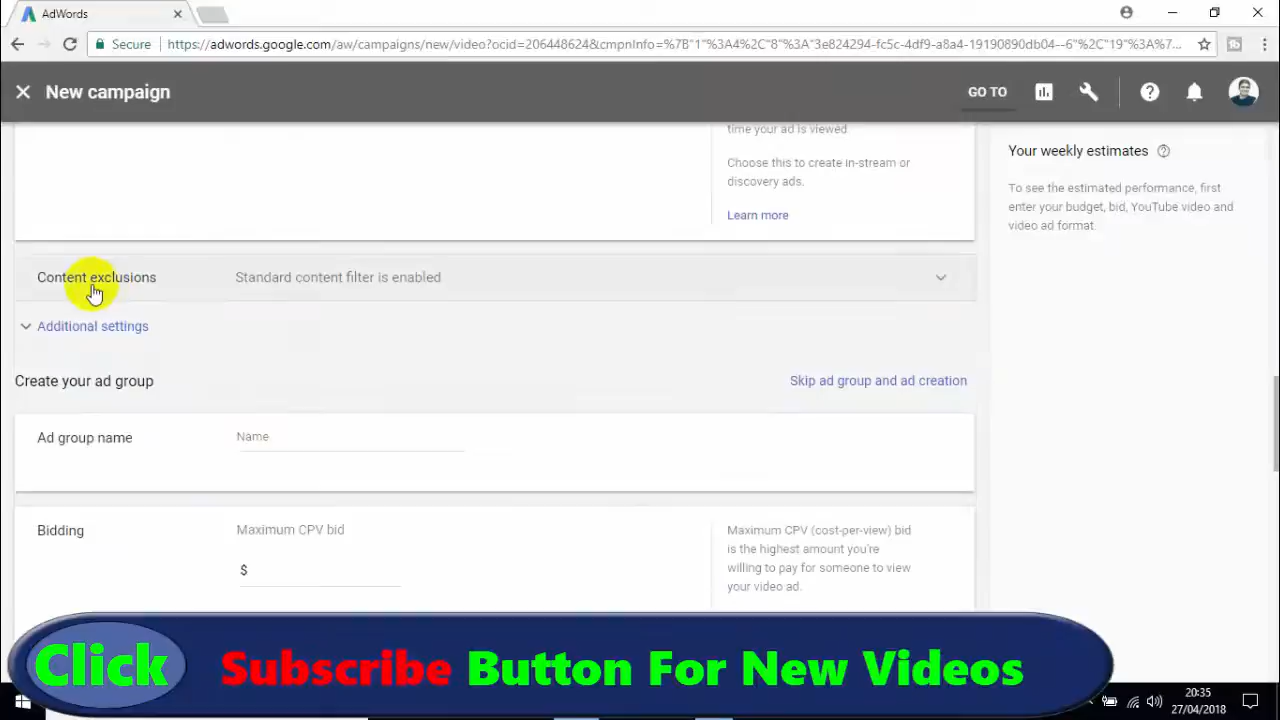 AdWords
Secure
https://adwords.google.com/aw/campaigns/new/video?ocid=206448624&cmpnInfo=%7B"1"%3A4%2C"8"%3A"3e824294-fc5c-4df9-a8a4-19190890db04--6"%2C"19"%3A%7...
New campaign
GO TO
time your ad is viewed.
Choose this to create in-stream or
discovery ads.
Learn more
Your weekly estimates
To see the estimated performance, first
enter your budget, bid, YouTube video and
video ad format.
Content exclusions
Standard content filter is enabled
Additional settings
Create your ad group
Skip ad group and ad creation
Ad group name
Name
Bidding
Maximum CPV bid
$
Maximum CPV (cost-per-view) bid
is the highest amount you're
willing to pay for someone to view
your video ad.
Click Subscribe Button For New Videos
20:35
27/04/2018